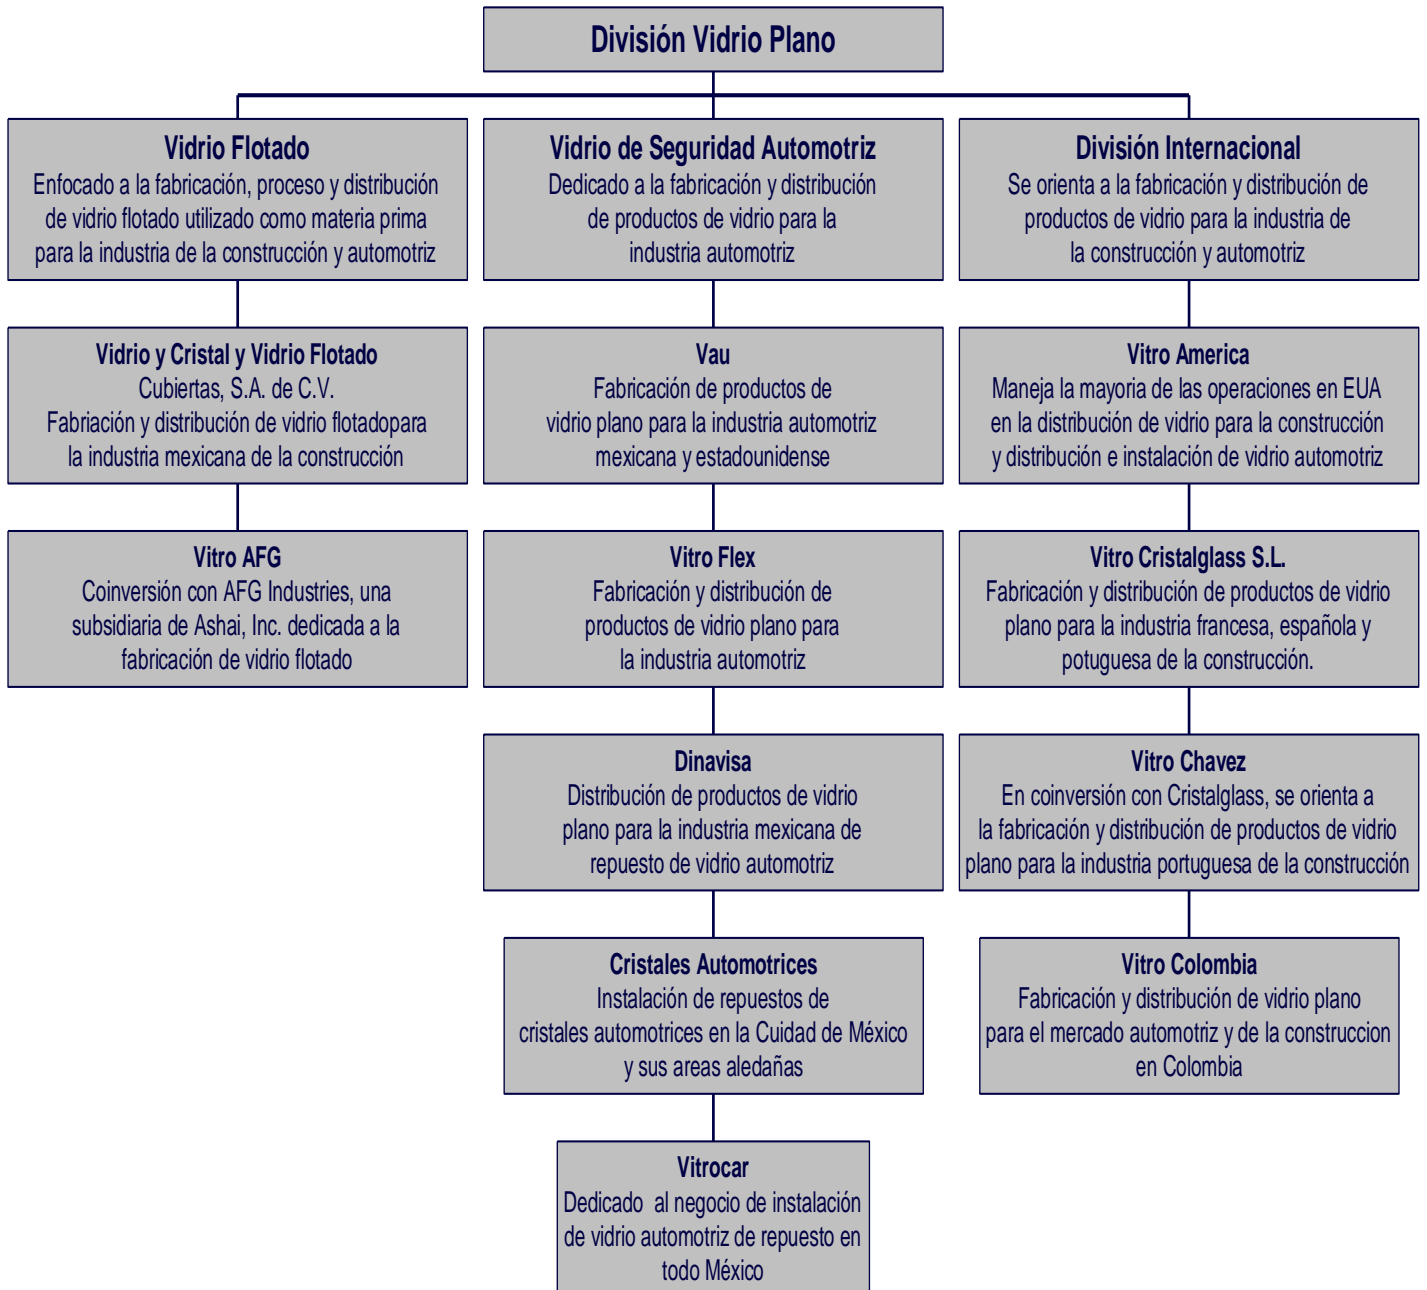 División Vidrio Plano
Vidrio Flotado
Enfocado a la fabricación, proceso y distribución
de vidrio flotado utilizado como materia prima
para la industria de la construcción y automotriz
Vidrio de Seguridad Automotriz
Dedicado a la fabricación y distribución
de productos de vidrio para la
industria automotriz
División Internacional
Se orienta a la fabricación y distribución de
productos de vidrio para la industria de
la construcción y automotriz
Vidrio y Cristal y Vidrio Flotado
Cubiertas, S.A. de C.V.
Fabriación y distribución de vidrio flotadopara
la industria mexicana de la construcción
Vau
Fabricación de productos de
vidrio plano para la industria automotriz
mexicana y estadounidense
Vitro America
Maneja la mayoria de las operaciones en EUA
en la distribución de vidrio para la construcción
y distribución e instalación de vidrio automotriz
Vitro AFG
Coinversión con AFG Industries, una
subsidiaria de Ashai, Inc. dedicada a la
fabricación de vidrio flotado
Vitro Flex
Fabricación y distribución de
productos de vidrio plano para
la industria automotriz
Vitro Cristalglass S.L.
Fabricación y distribución de productos de vidrio
plano para la industria francesa, española y
potuguesa de la construcción.
Dinavisa
Distribución de productos de vidrio
plano para la industria mexicana de
repuesto de vidrio automotriz
Vitro Chavez
En coinversión con Cristalglass, se orienta a
la fabricación y distribución de productos de vidrio
plano para la industria portuguesa de la construcción
Cristales Automotrices
Instalación de repuestos de
cristales automotrices en la Cuidad de México
y sus areas aledañas
Vitro Colombia
Fabricación y distribución de vidrio plano
para el mercado automotriz y de la construccion
en Colombia
Vitrocar
Dedicado  al negocio de instalación
de vidrio automotriz de repuesto en
todo México